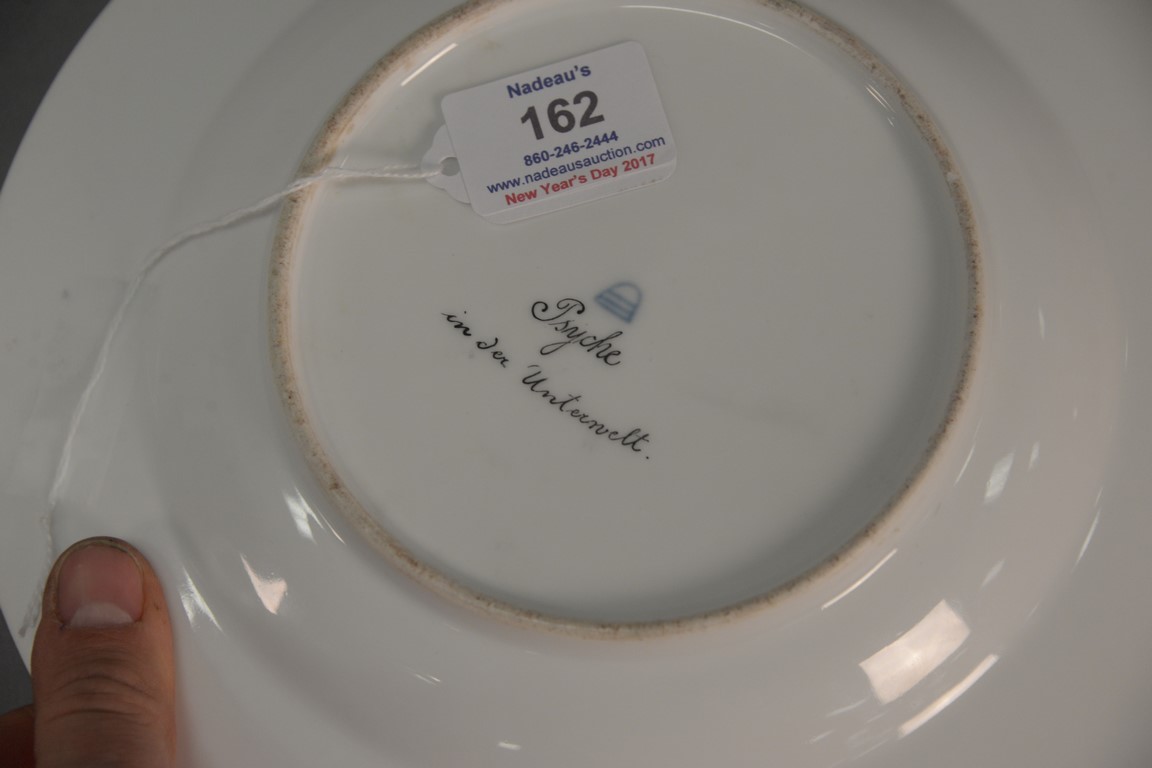 Nadeau's
162
860-246-2444
www.nadeausauction.com
New Year's Day 2017
Psyche
in der Unterwelt.